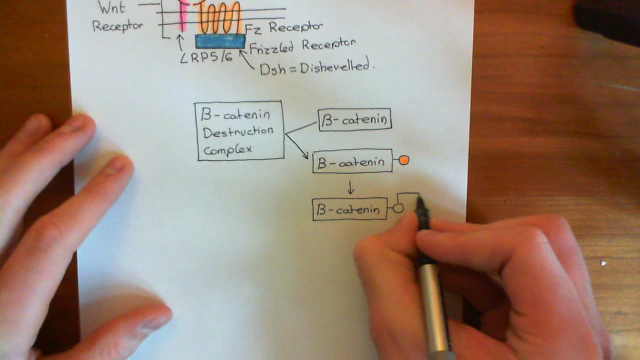 Wnt
Receptor
Fz Receptor
Frizzled Receptor
LRP5/6
Dsh = Dishevelled.
β-catenin
Destruction
Complex
β-catenin
β-catenin
β-catenin